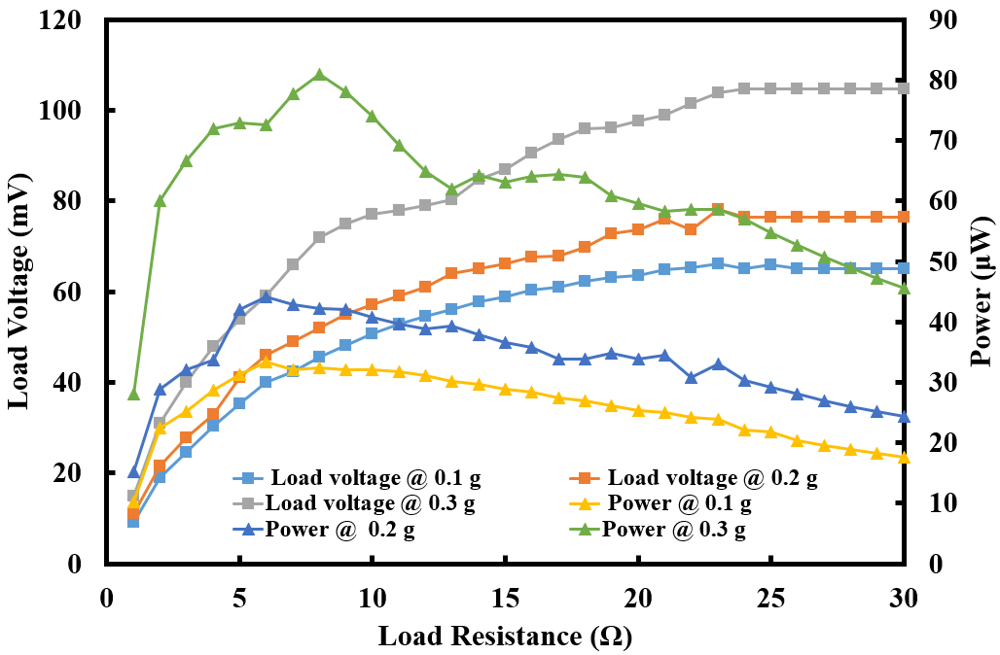 120
100
80
60
40
20
0
Load Voltage (mV)
90
80
70
60
50
40
30
20
10
0
Power (µW)
Load voltage @ 0.1 g
Load voltage @ 0.2 g
Load voltage @ 0.3 g
Power @ 0.1 g
Power @  0.2 g
Power @ 0.3 g
0 5 10 15 20 25 30
Load Resistance (Ω)